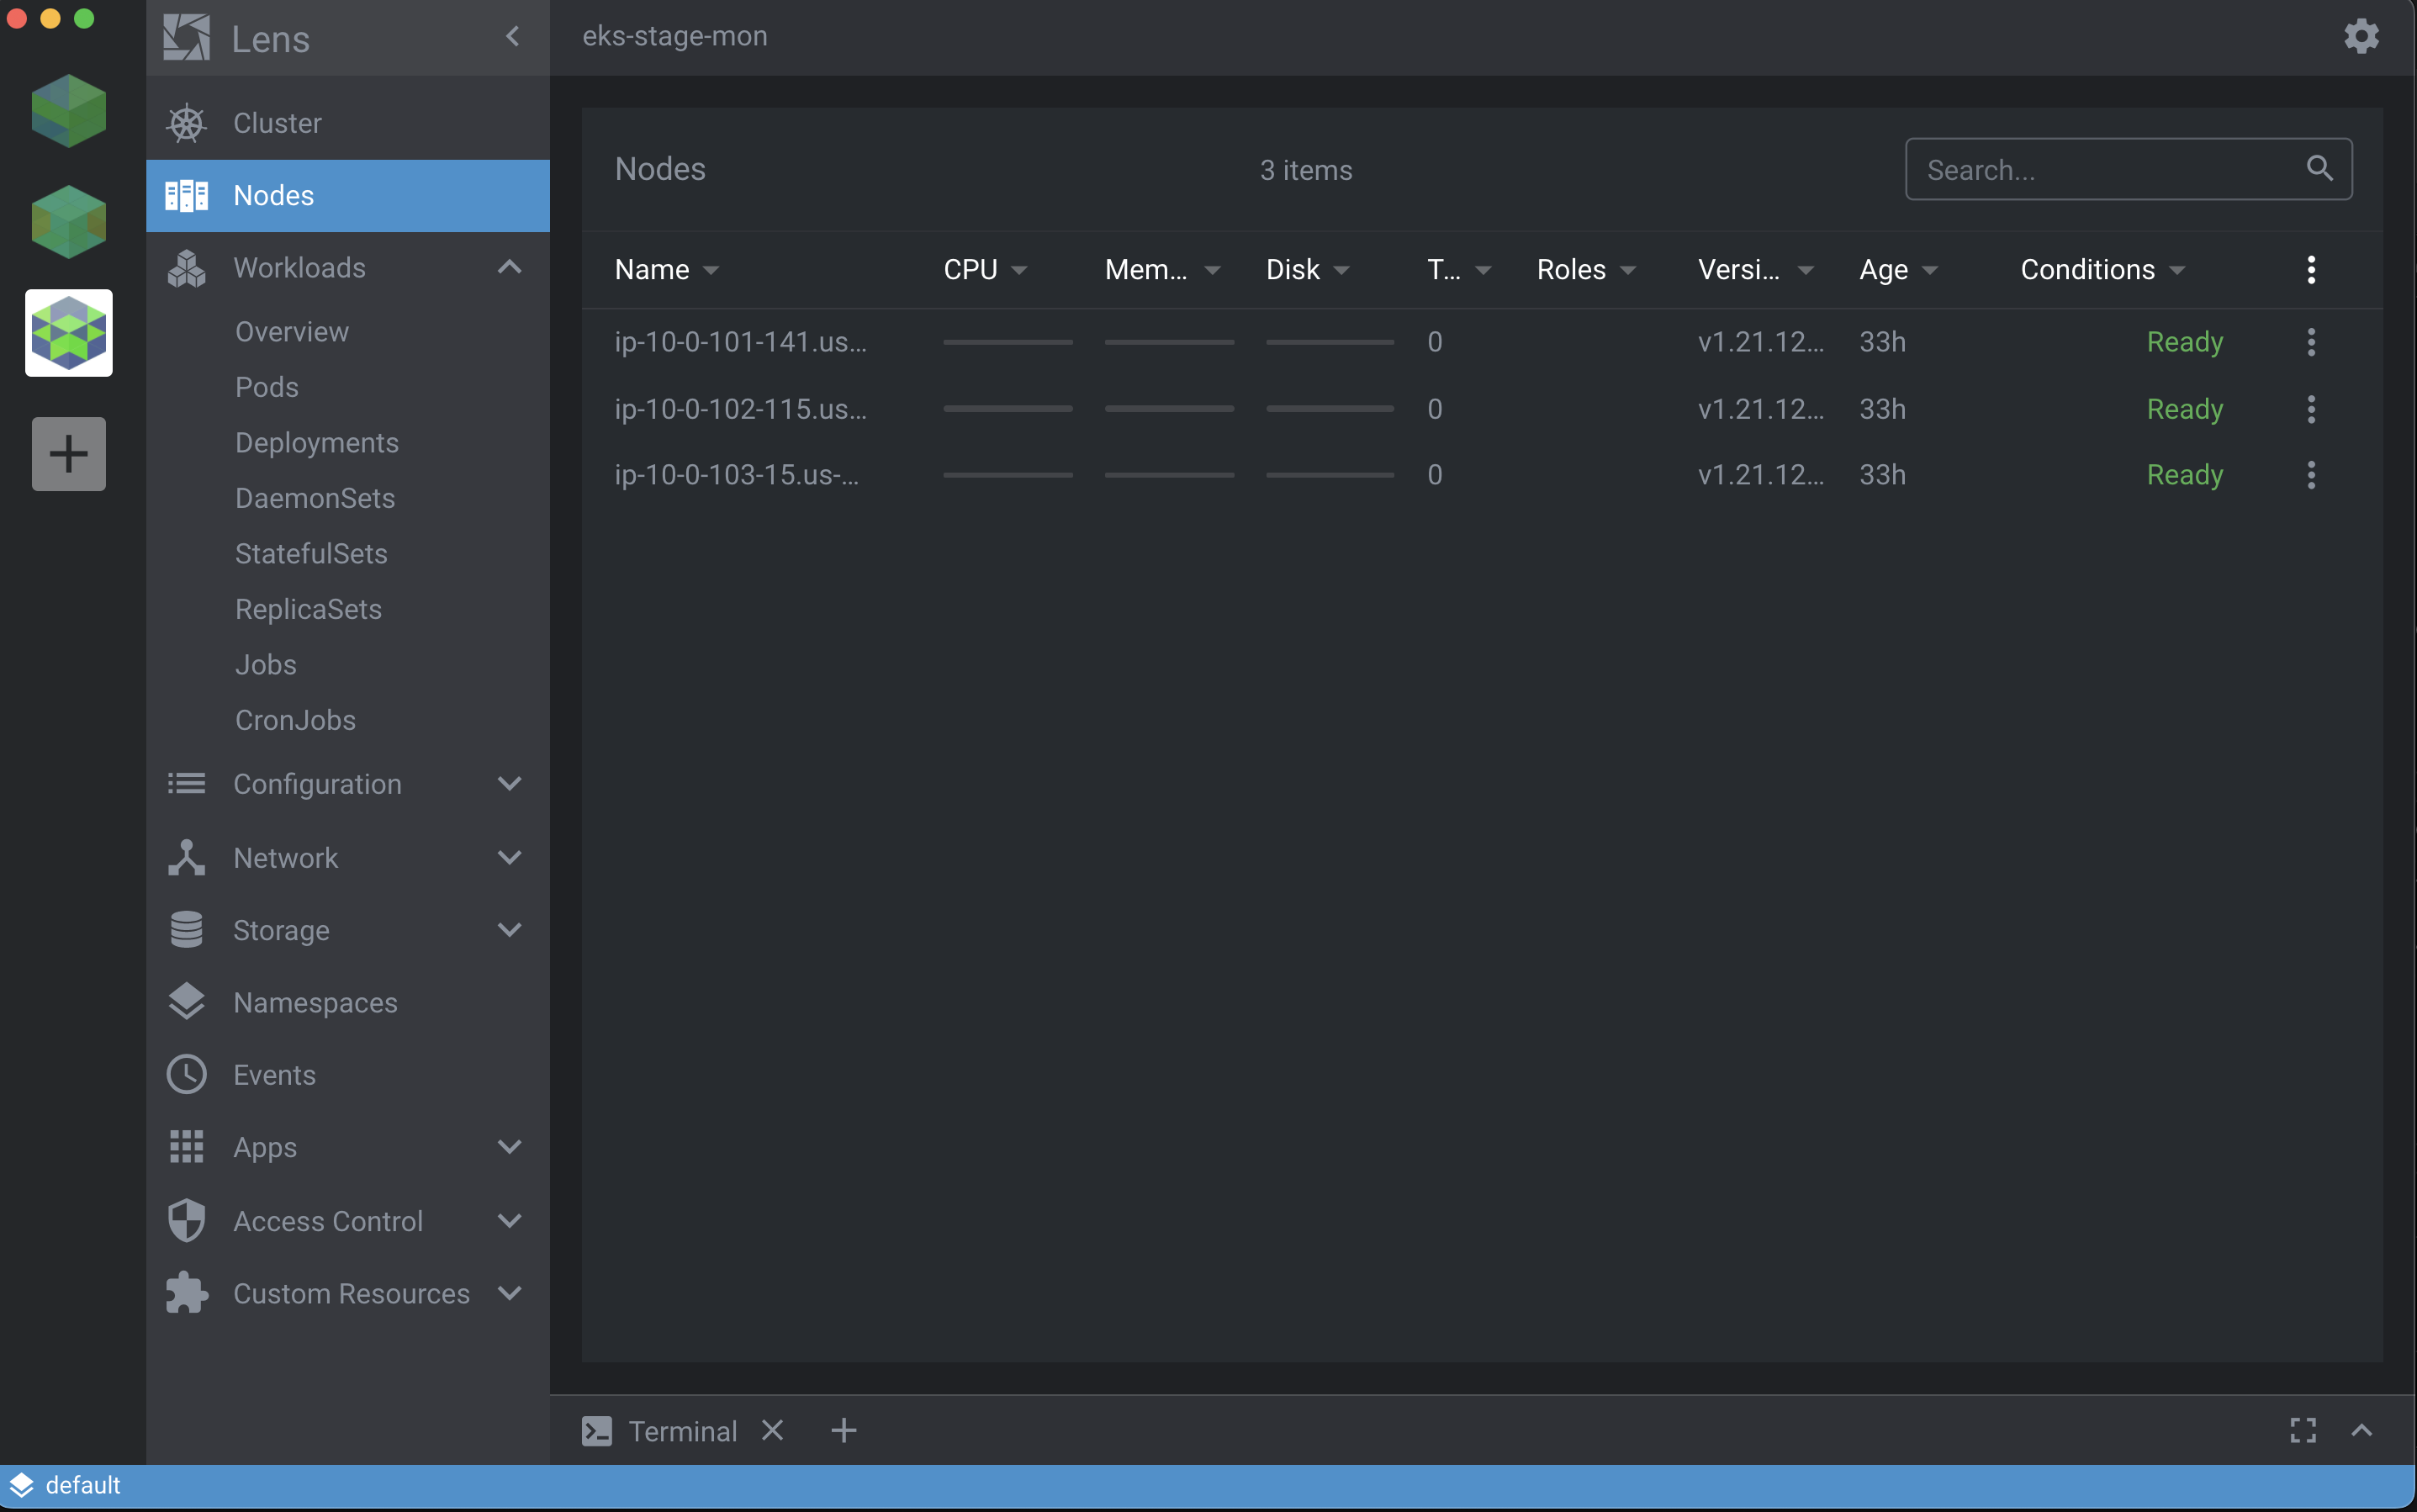 Lens
eks-stage-mon
Cluster
Nodes
Workloads
Overview
Pods
Deployments
DaemonSets
StatefulSets
ReplicaSets
Jobs
CronJobs
Configuration
Network
Storage
Namespaces
Events
Apps
Access Control
Custom Resources
Nodes 3 items Search...
Name CPU Mem... Disk T... Roles Versi... Age Conditions
ip-10-0-101-141.us... 0 v1.21.12... 33h Ready
ip-10-0-102-115.us... 0 v1.21.12... 33h Ready
ip-10-0-103-15.us-... 0 v1.21.12... 33h Ready
Terminal
default